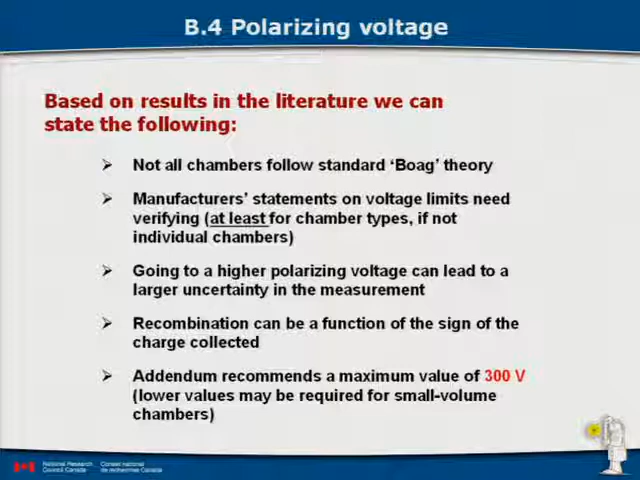 B.4 Polarizing voltage
Based on results in the literature we can
state the following:
Not all chambers follow standard ‘Boag’ theory
Manufacturers’ statements on voltage limits need
verifying (at least for chamber types, if not
individual chambers)
Going to a higher polarizing voltage can lead to a
larger uncertainty in the measurement
Recombination can be a function of the sign of the
charge collected
Addendum recommends a maximum value of 300 V
(lower values may be required for small-volume
chambers)
National Research Conseil national
Council Canada de recherches Canada